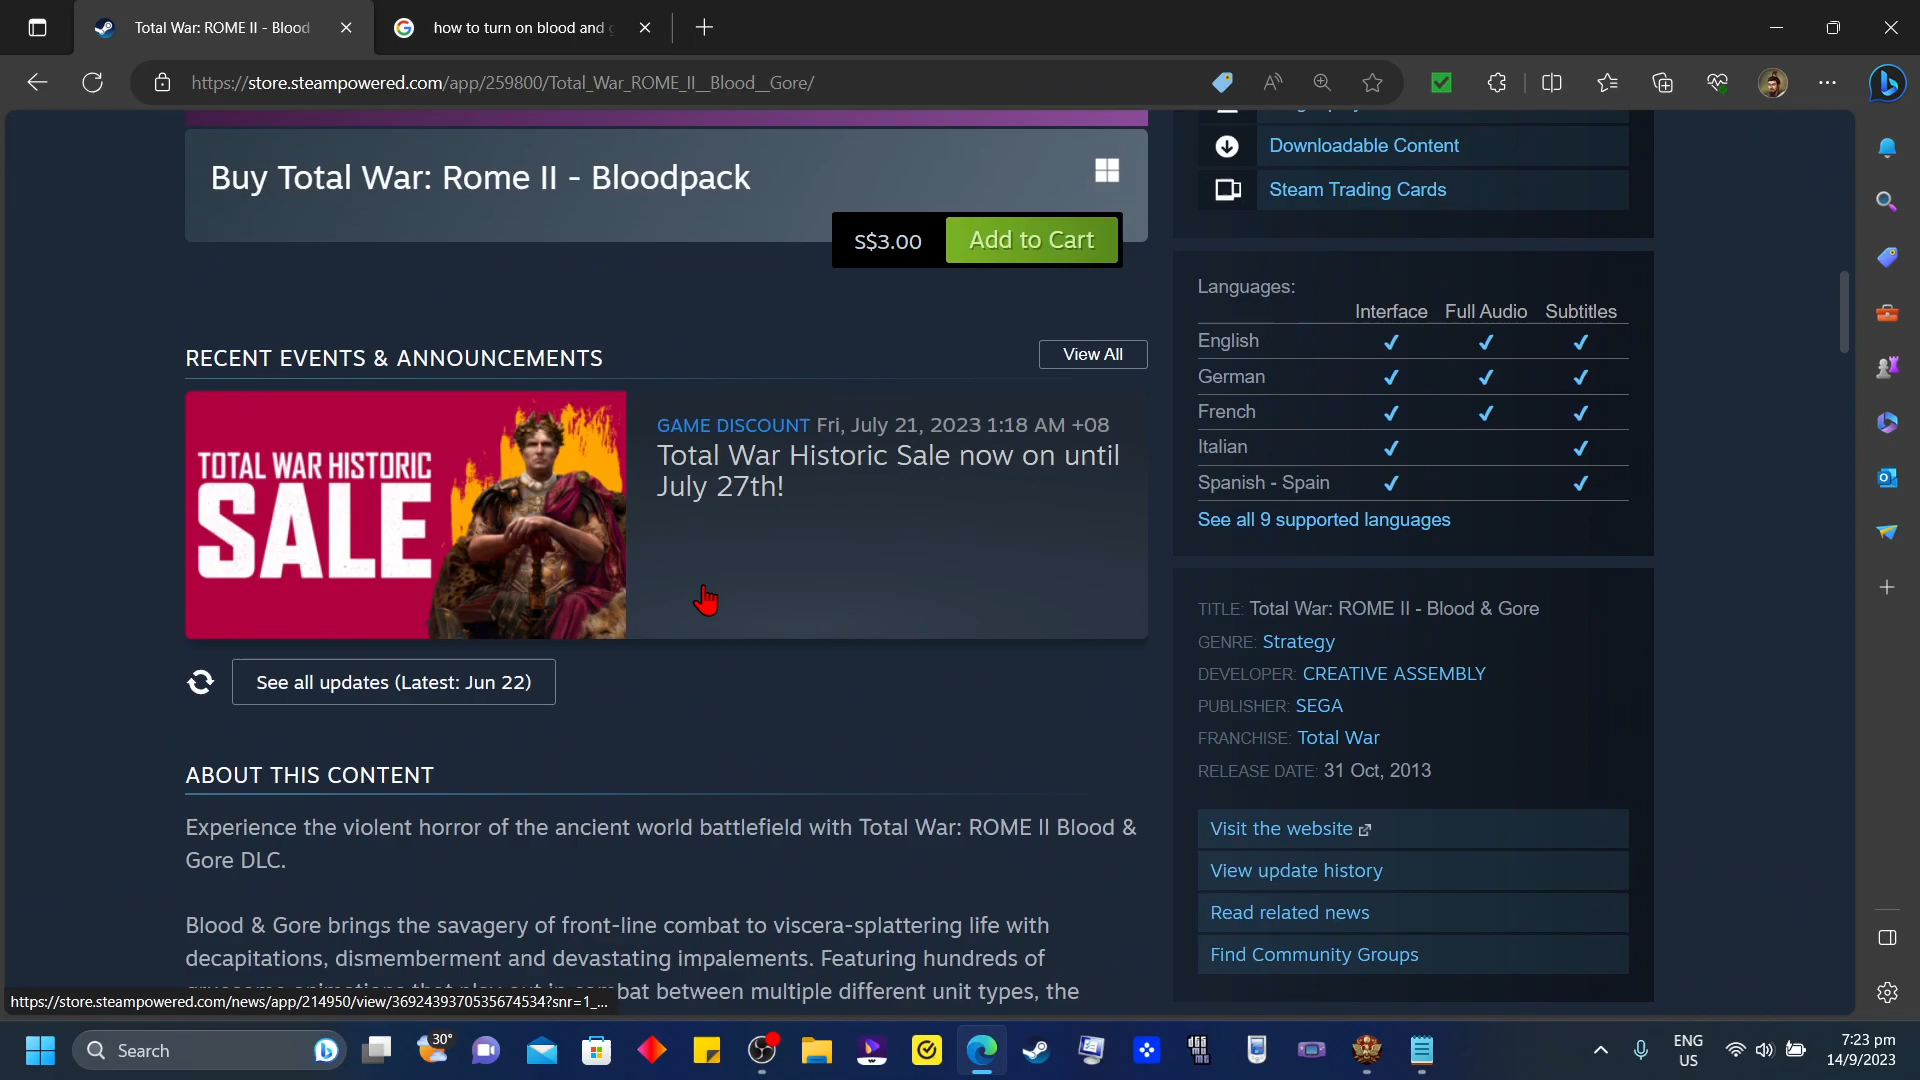 Total War: ROME II - Blood
how to turn on blood and
https://store.steampowered.com/app/259800/Total_War_ROME_II__Blood__Gore/
Buy Total War: Rome II - Bloodpack
S$3.00
Add to Cart
RECENT EVENTS & ANNOUNCEMENTS
View All
TOTAL WAR HISTORIC
SALE
GAME DISCOUNT Fri, July 21, 2023 1:18 AM +08
Total War Historic Sale now on until
July 27th!
See all updates (Latest: Jun 22)
ABOUT THIS CONTENT
Experience the violent horror of the ancient world battlefield with Total War: ROME II Blood &
Gore DLC.
Blood & Gore brings the savagery of front-line combat to viscera-splattering life with
decapitations, dismemberment and devastating impalements. Featuring hundreds of
bat between multiple different unit types, the
https://store.steampowered.com/news/app/214950/view/3692439370535674534?snr=1_...
Downloadable Content
Steam Trading Cards
Languages:
Interface Full Audio Subtitles
English ✔ ✔ ✔
German ✔ ✔ ✔
French ✔ ✔ ✔
Italian ✔ ✔
Spanish - Spain ✔ ✔
See all 9 supported languages
TITLE: Total War: ROME II - Blood & Gore
GENRE: Strategy
DEVELOPER: CREATIVE ASSEMBLY
PUBLISHER: SEGA
FRANCHISE: Total War
RELEASE DATE: 31 Oct, 2013
Visit the website
View update history
Read related news
Find Community Groups
Search
30°
ENG
US
7:23 pm
14/9/2023